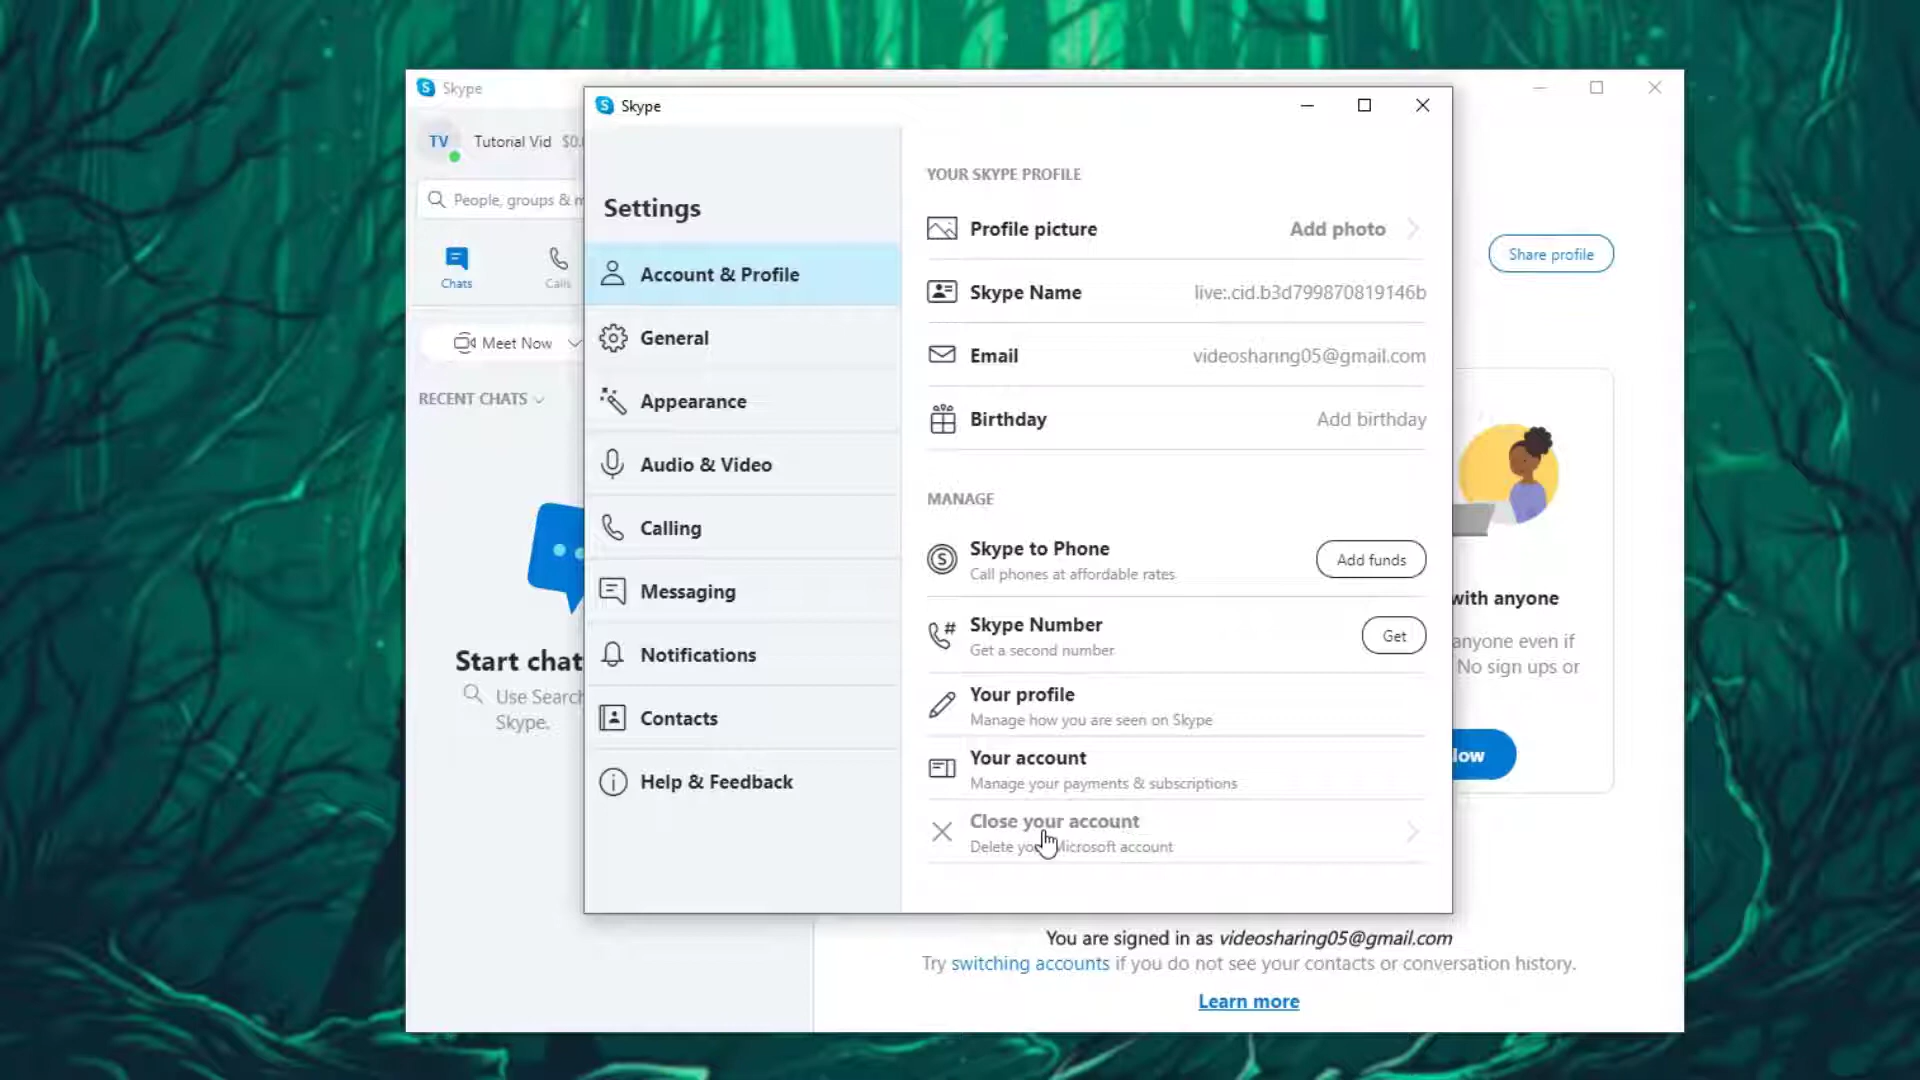 Skype
TV
Tutorial Vid
People, groups &
Chats
Calls
Meet Now
RECENT CHATS
Start chat
Use Search
Skype.
Skype
Settings
Account & Profile
General
Appearance
Audio & Video
Calling
Messaging
Notifications
Contacts
Help & Feedback
YOUR SKYPE PROFILE
Profile picture Add photo
Skype Name live:.cid.b3d799870819146b
Email videosharing05@gmail.com
Birthday Add birthday
MANAGE
Skype to Phone
Call phones at affordable rates
Add funds
Skype Number
Get a second number
Get
Your profile
Manage how you are seen on Skype
Your account
Manage your payments & subscriptions
Close your account
Delete Microsoft account
Share profile
with anyone
anyone even if
No sign ups or
You are signed in as videosharing05@gmail.com
Try switching accounts if you do not see your contacts or conversation history.
Learn more